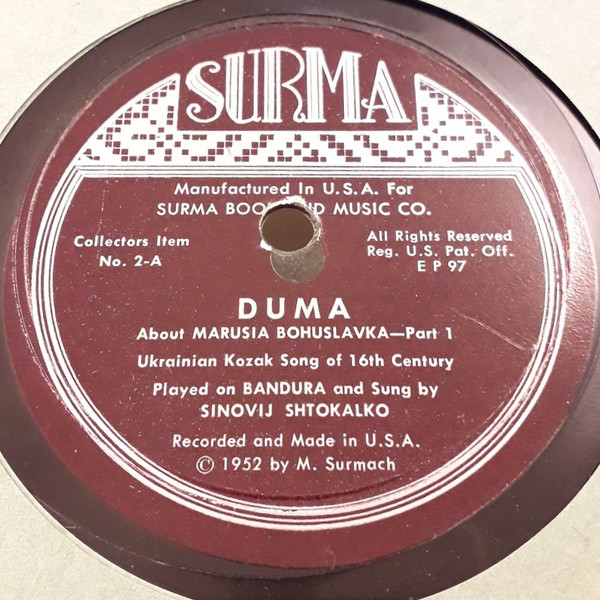 SURMA
Manufactured In U.S.A. For
SURMA BOOK AND MUSIC CO.
Collectors Item
No. 2-A
All Rights Reserved
Reg. U.S. Pat. Off.
E P 97
DUMA
About MARUSIA BOHUSLAVKA—Part 1
Ukrainian Kozak Song of 16th Century
Played on BANDURA and Sung by
SINOVIJ SHTOKALKO
Recorded and Made in U.S.A.
© 1952 by M. Surmach